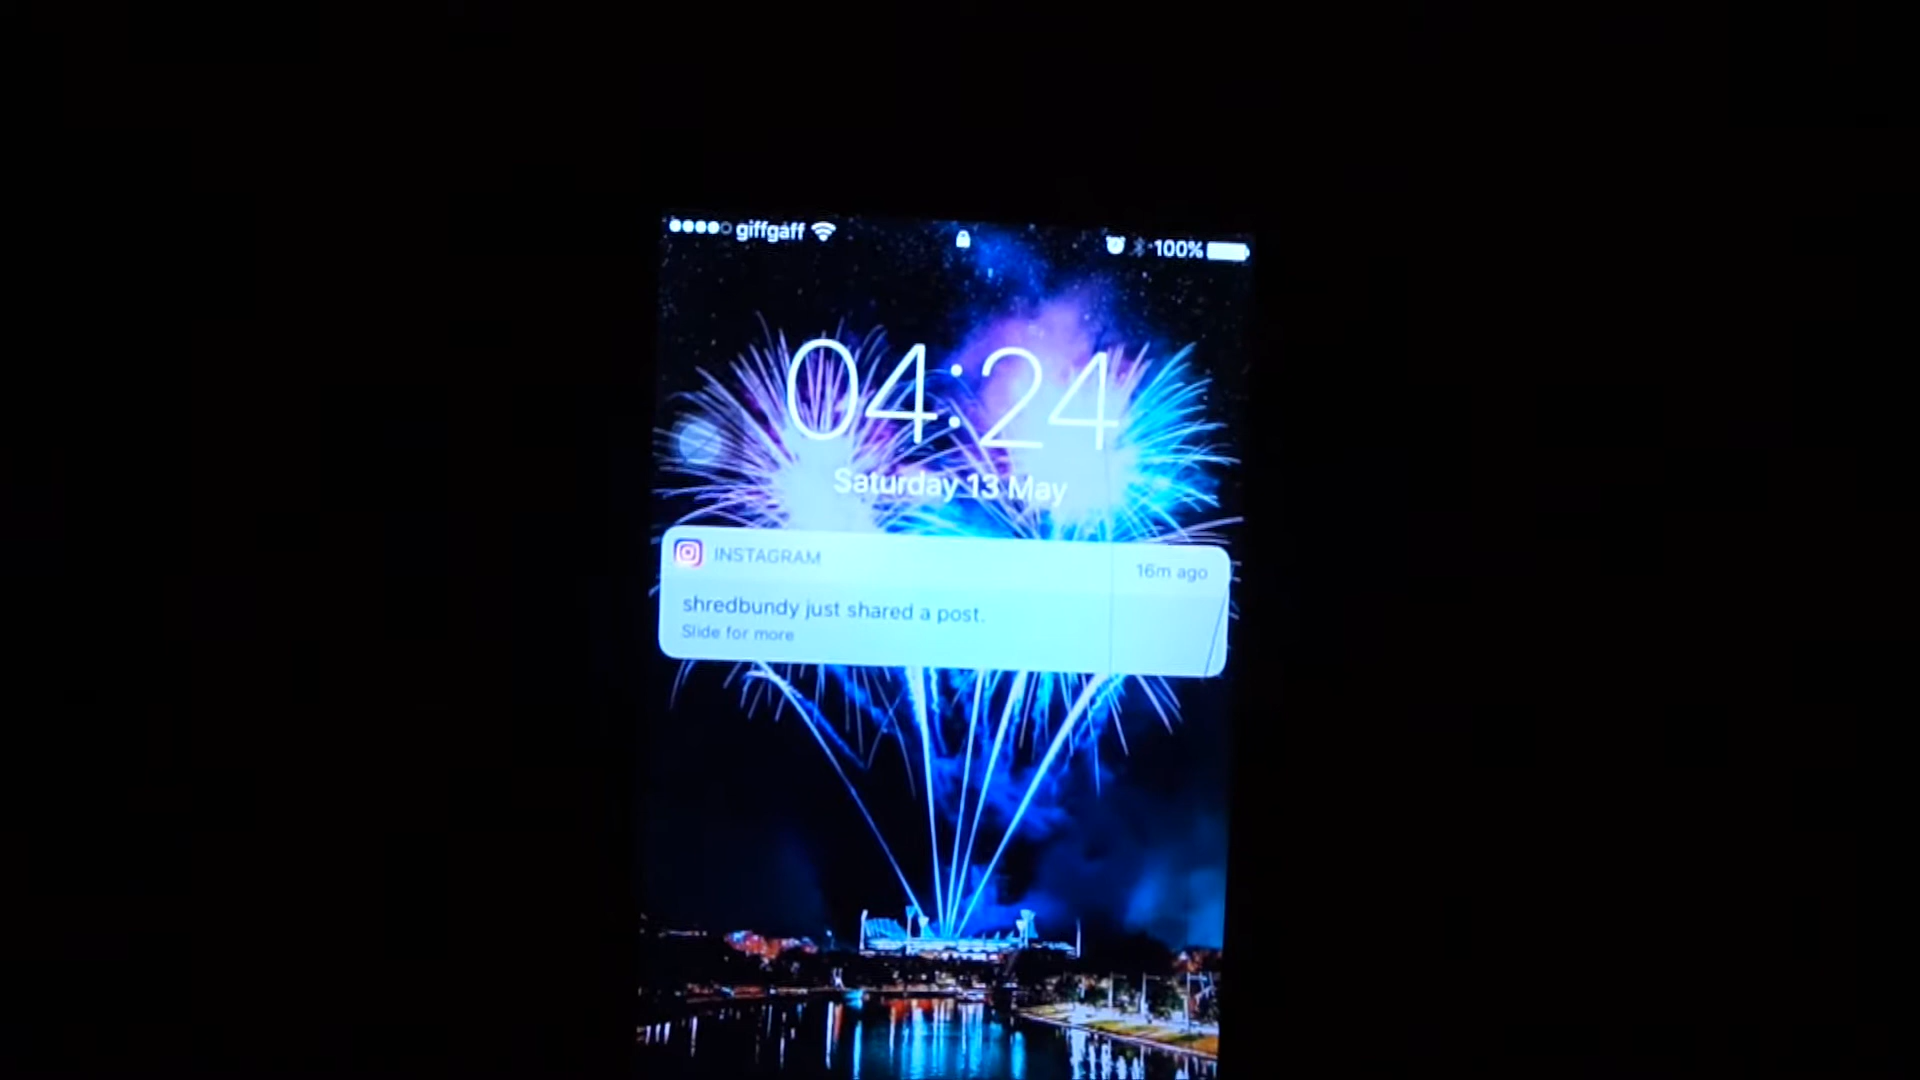 giffgaff 100%
04:24
Saturday 13 May
INSTAGRAM 16m ago
shredbundy just shared a post.
Slide for more